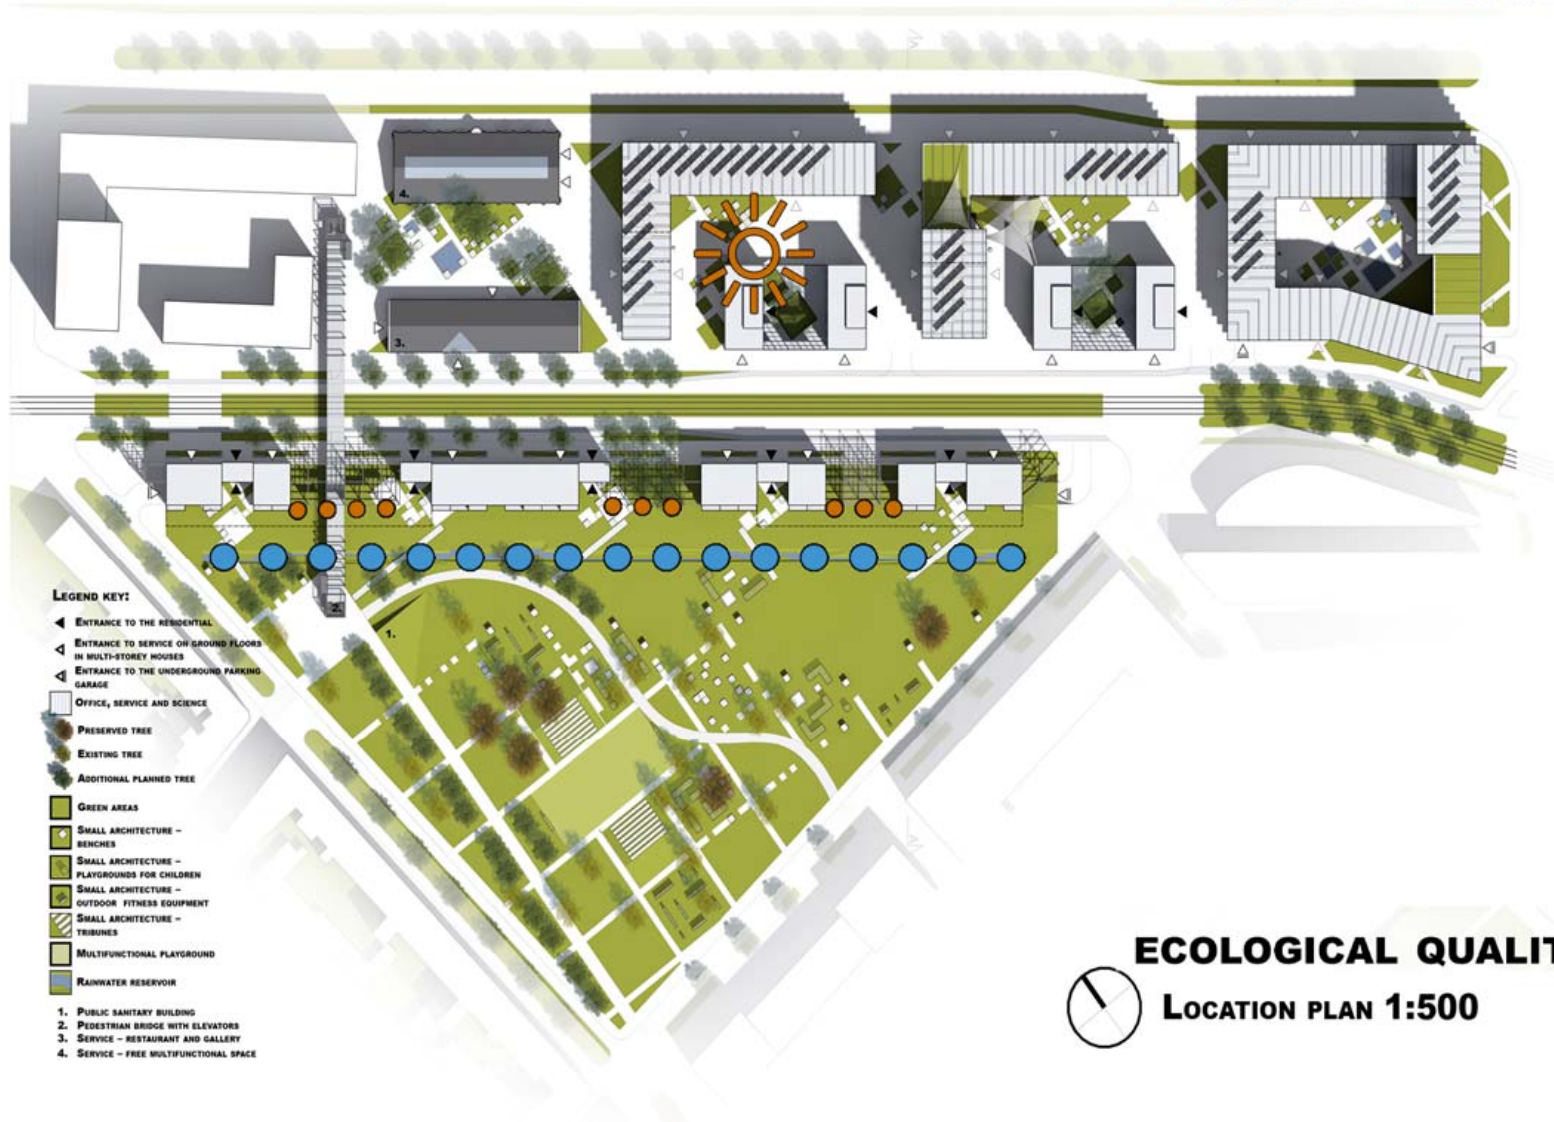 4.
3.
2.
1.
LEGEND KEY:
ENTRANCE TO THE RESIDENTIAL
ENTRANCE TO SERVICE ON GROUND FLOORS
IN MULTI-STOREY HOUSES
ENTRANCE TO THE UNDERGROUND PARKING
GARAGE
OFFICE, SERVICE AND SCIENCE
PRESERVED TREE
EXISTING TREE
ADDITIONAL PLANNED TREE
GREEN AREAS
SMALL ARCHITECTURE –
BENCHES
SMALL ARCHITECTURE –
PLAYGROUNDS FOR CHILDREN
SMALL ARCHITECTURE –
OUTDOOR FITNESS EQUIPMENT
SMALL ARCHITECTURE –
TRIBUNES
MULTIFUNCTIONAL PLAYGROUND
RAINWATER RESERVOIR
1. PUBLIC SANITARY BUILDING
2. PEDESTRIAN BRIDGE WITH ELEVATORS
3. SERVICE – RESTAURANT AND GALLERY
4. SERVICE – FREE MULTIFUNCTIONAL SPACE
ECOLOGICAL QUALIT
LOCATION PLAN 1:500